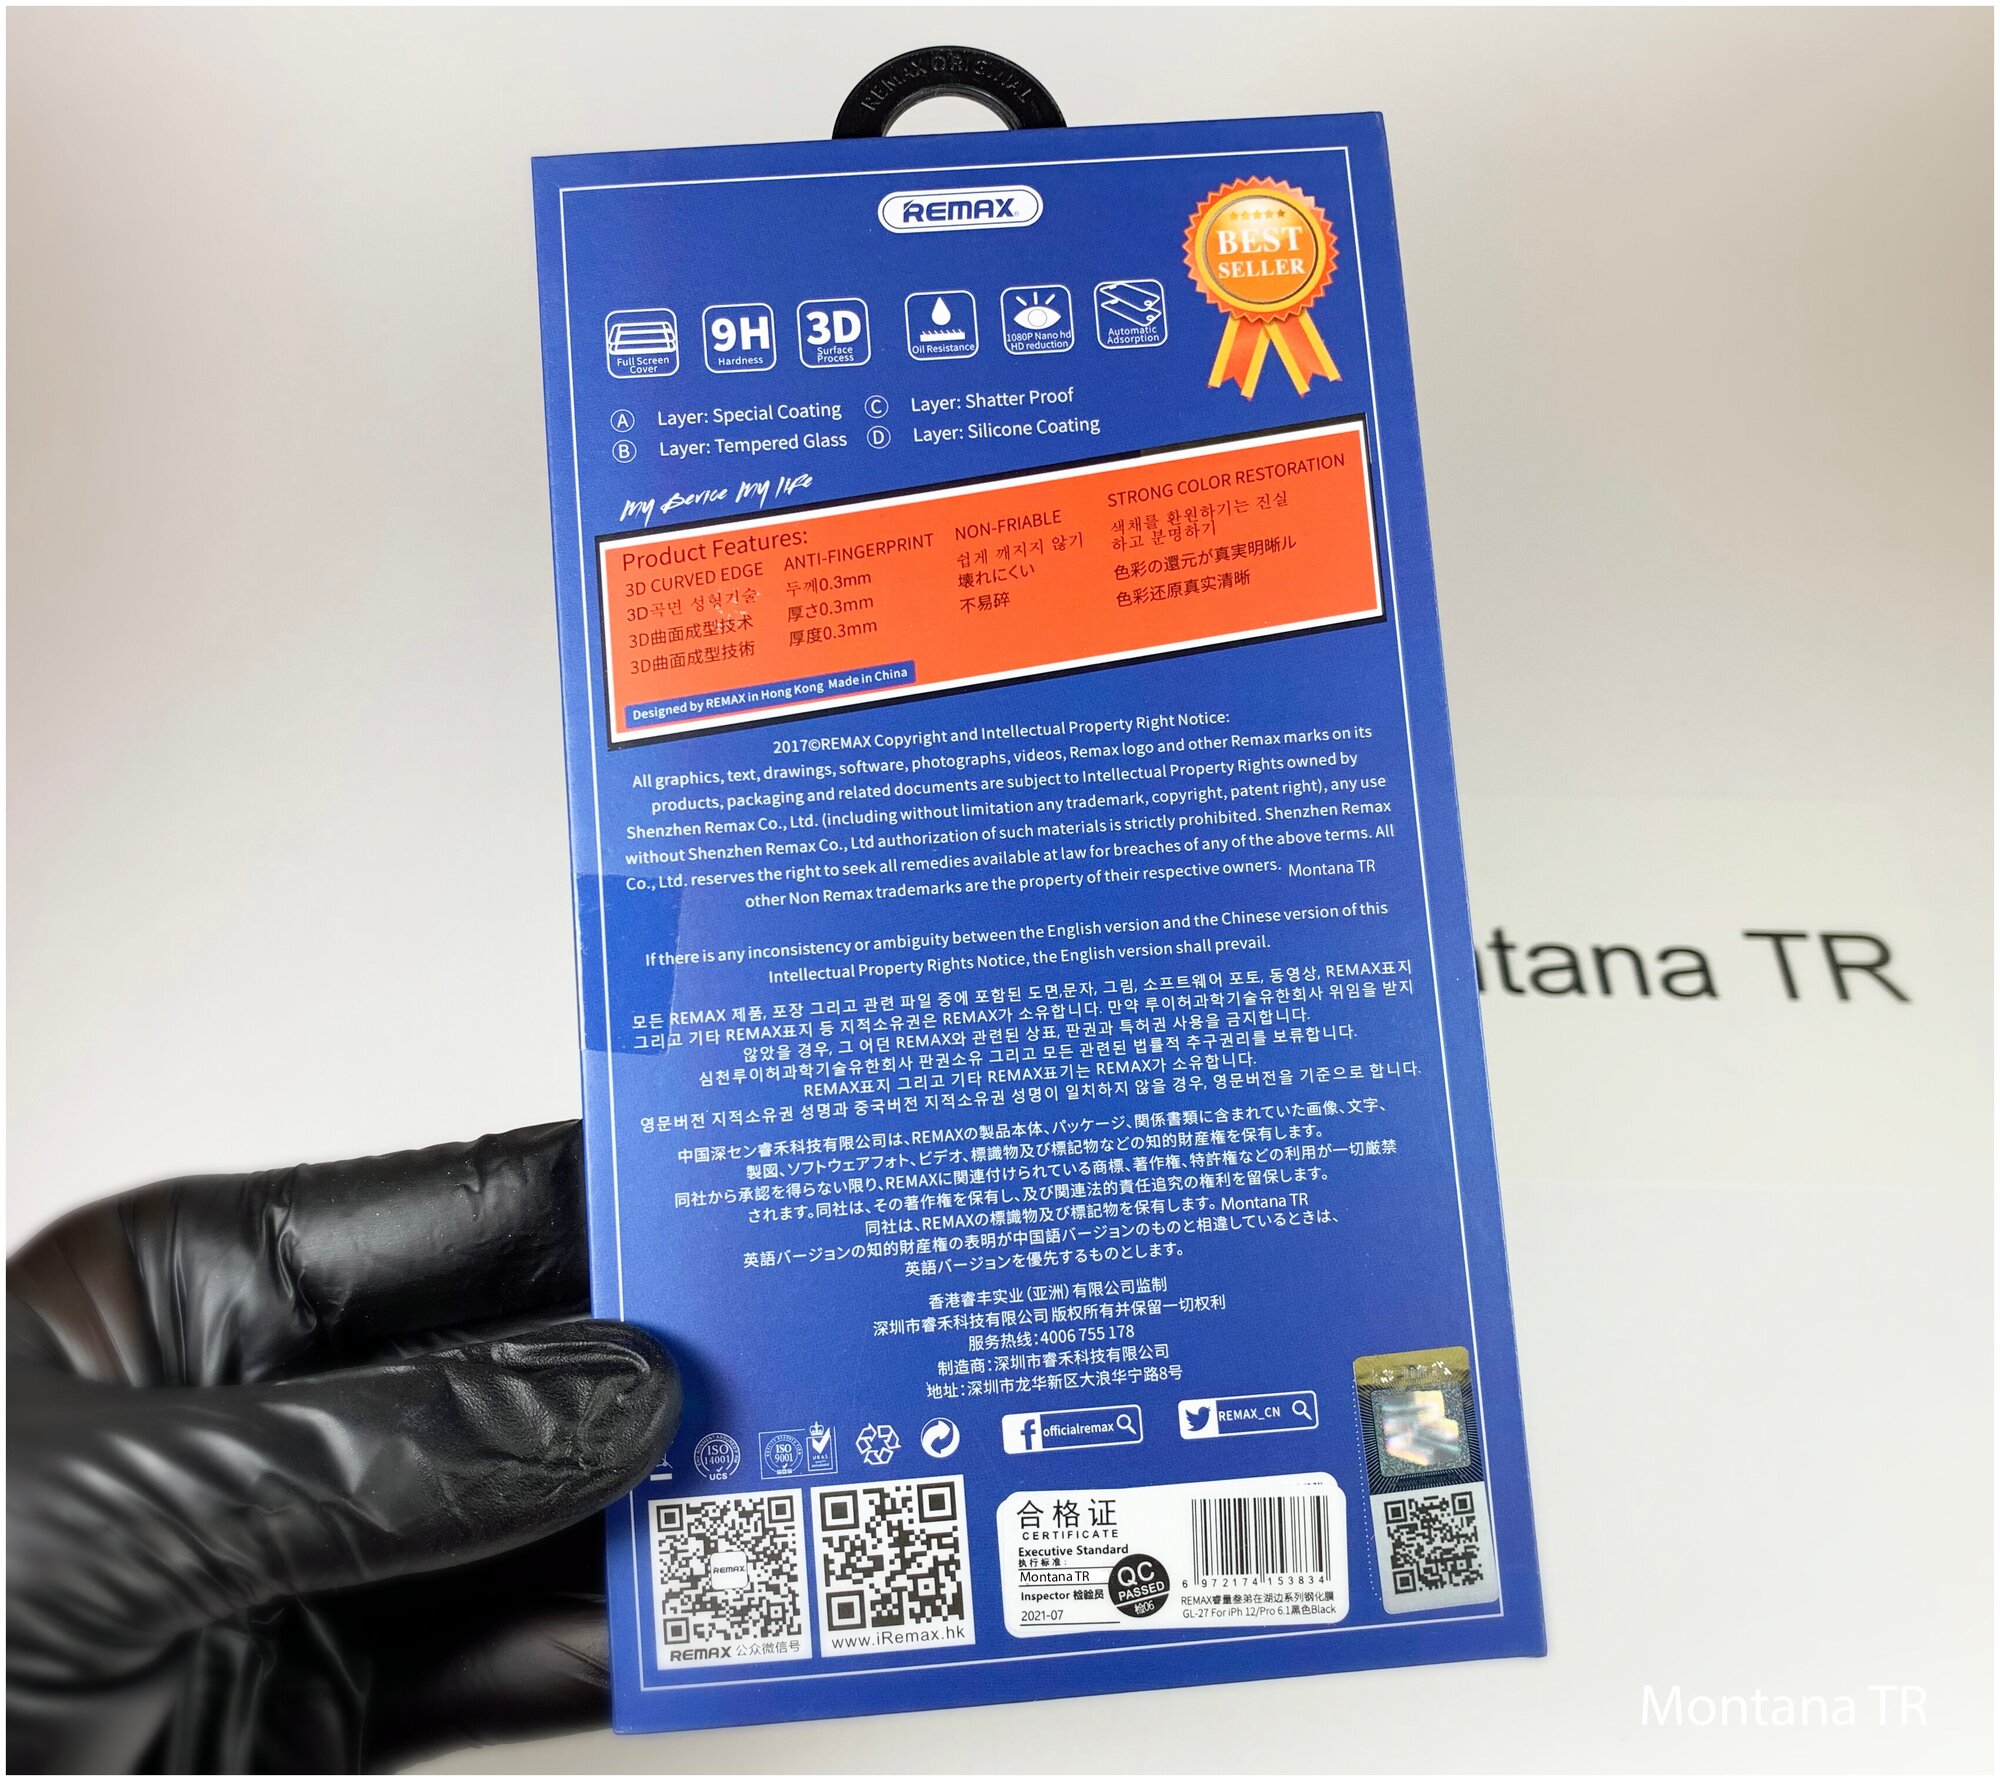 REMAX ORIGINAL
REMAX
BEST
SELLER
Full Screen
Cover
9H
Hardness
3D
Surface
Process
Oil Resistance
1080P Nano hd
HD reduction
Automatic
Adsorption
A Layer: Special Coating
B Layer: Tempered Glass
C Layer: Shatter Proof
D Layer: Silicone Coating
My Device My life
Product Features:
3D CURVED EDGE
3D곡면 성형기술
3D曲面成型技术
3D曲面成型技術
ANTI-FINGERPRINT
두께0.3mm
厚さ0.3mm
厚度0.3mm
NON-FRIABLE
쉽게 깨지지 않기
壊れにくい
不易碎
STRONG COLOR RESTORATION
색채를 환원하기는 진실
하고 분명하기
色彩の還元が真実明晰ル
色彩还原真实清晰
Designed by REMAX in Hong Kong Made in China
2017©REMAX Copyright and Intellectual Property Right Notice:
All graphics, text, drawings, software, photographs, videos, Remax logo and other Remax marks on its
products, packaging and related documents are subject to Intellectual Property Rights owned by
Shenzhen Remax Co., Ltd. (including without limitation any trademark, copyright, patent right), any use
without Shenzhen Remax Co., Ltd authorization of such materials is strictly prohibited. Shenzhen Remax
Co., Ltd. reserves the right to seek all remedies available at law for breaches of any of the above terms. All
other Non Remax trademarks are the property of their respective owners. Montana TR
If there is any inconsistency or ambiguity between the English version and the Chinese version of this
Intellectual Property Rights Notice, the English version shall prevail.
모든 REMAX 제품, 포장 그리고 관련 파일 중에 포함된 도면,문자, 그림, 소프트웨어 포토, 동영상, REMAX표지
그리고 기타 REMAX표지 등 지적소유권은 REMAX가 소유합니다. 만약 루이허과학기술유한회사 위임을 받지
않았을 경우, 그 어떤 REMAX와 관련된 상표, 판권과 특허권 사용을 금지합니다.
심천루이허과학기술유한회사 판권소유 그리고 모든 관련된 법률적 추구권리를 보류합니다.
REMAX표지 그리고 기타 REMAX표기는 REMAX가 소유합니다.
영문버전 지적소유권 성명과 중국버전 지적소유권 성명이 일치하지 않을 경우, 영문버전을 기준으로 합니다.
中国深セン睿禾科技有限公司は、REMAXの製品本体、パッケージ、関係書類に含まれていた画像、文字、
製図、ソフトウェアフォト、ビデオ、標識物及び標記物などの知的財産権を保有します。
同社から承認を得らない限り、REMAXに関連付けられている商標、著作権、特許権などの利用が一切厳禁
されます。同社は、その著作権を保有し、及び関連法的責任追究の権利を留保します。
同社は、REMAXの標識物及び標記物を保有します。 Montana TR
英語バージョンの知的財産権の表明が中国語バージョンのものと相違しているときは、
英語バージョンを優先するものとします。
香港睿丰实业（亚洲）有限公司监制
深圳市睿禾科技有限公司 版权所有并保留一切权利
服务热线：4006 755 178
制造商：深圳市睿禾科技有限公司
地址：深圳市龙华新区大浪华宁路8号
ISO
14001
UCS
ISO
9001
SGS
UKAS
officialremax
REMAX_CN
REMAX
REMAX 公众微信号
www.iRemax.hk
合格证
CERTIFICATE
Executive Standard
执行标准：
Montana TR
Inspector 检验员
2021-07
QC
PASSED
检06
6 972174 153834
REMAX睿量叁弟在湖边系列钢化膜
GL-27 For iPh 12/Pro 6.1黑色Black
ntana TR
Montana TR